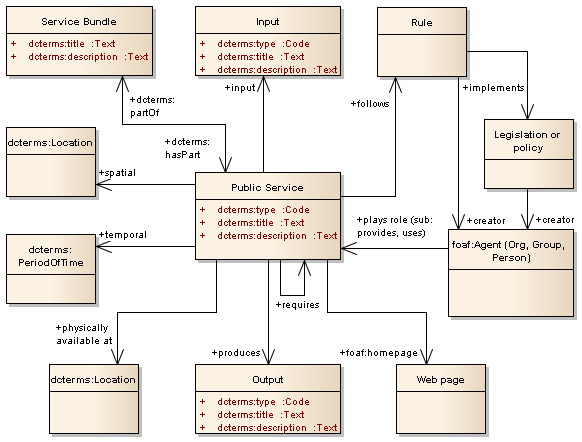 Service Bundle
+ dcterms:title :Text
+ dcterms:description :Text
Input
+ dcterms:type :Code
+ dcterms:title :Text
+ dcterms:description :Text
Rule
+dcterms:
partOf
+input
+follows
+implements
dcterms:Location
+dcterms:
hasPart
Legislation or
policy
+spatial
Public Service
+ dcterms:type :Code
+ dcterms:title :Text
+ dcterms:description :Text
+plays role (sub:
provides, uses)
+creator
+creator
dcterms:
PeriodOfTime
+temporal
foaf:Agent (Org, Group,
Person)
+requires
+physically
available at
+produces
+foaf:homepage
dcterms:Location
Output
+ dcterms:type :Code
+ dcterms:title :Text
+ dcterms:description :Text
Web page